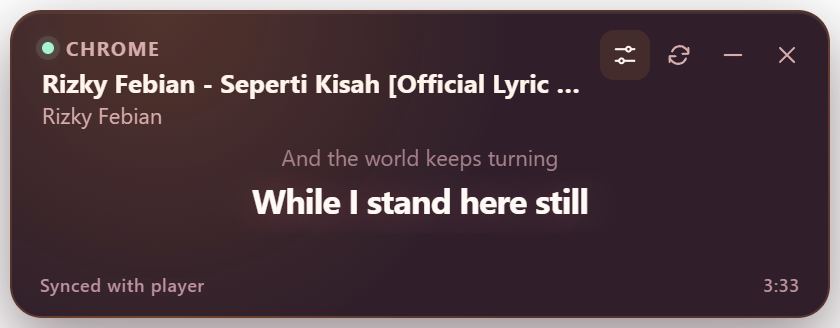 CHROME
Rizky Febian - Seperti Kisah [Official Lyric ...
Rizky Febian
And the world keeps turning
While I stand here still
Synced with player
3:33